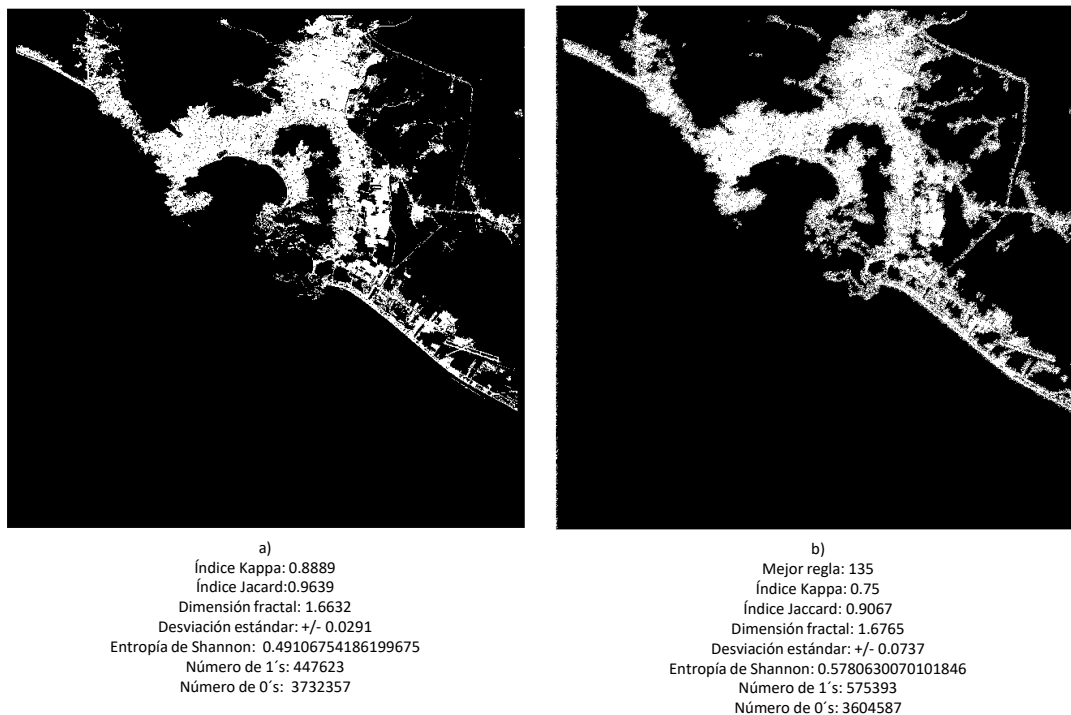 a)
Índice Kappa: 0.8889
Índice Jacard:0.9639
Dimensión fractal: 1.6632
Desviación estándar: +/- 0.0291
Entropía de Shannon: 0.49106754186199675
Número de 1´s: 447623
Número de 0´s: 3732357
b)
Mejor regla: 135
Índice Kappa: 0.75
Índice Jaccard: 0.9067
Dimensión fractal: 1.6765
Desviación estándar: +/- 0.0737
Entropía de Shannon: 0.5780630070101846
Número de 1´s: 575393
Número de 0´s: 3604587